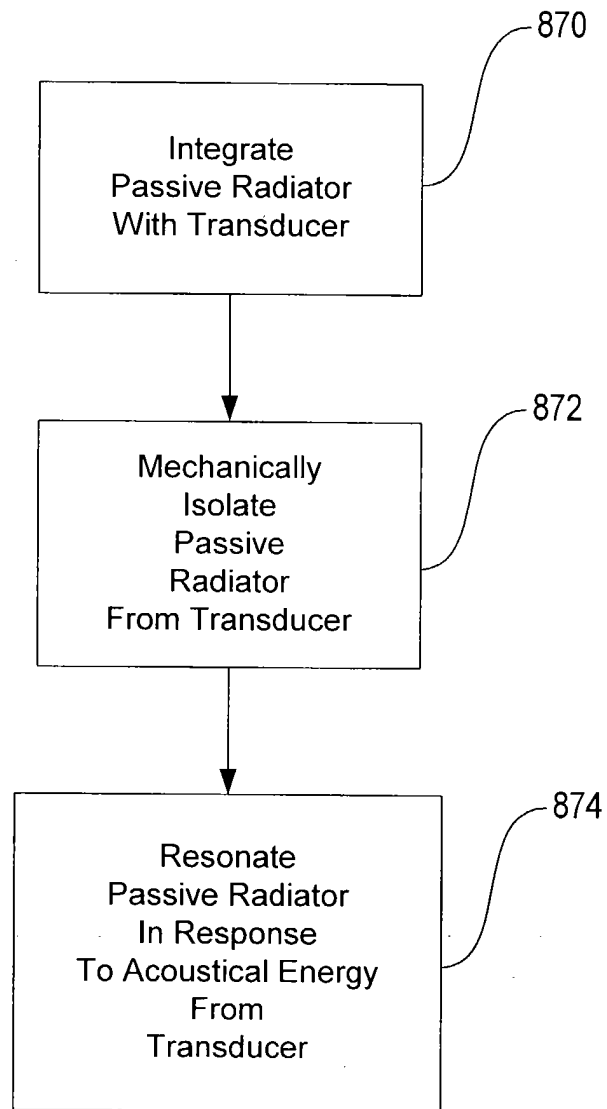 870
Integrate
Passive Radiator
With Transducer
872
Mechanically
Isolate
Passive
Radiator
From Transducer
874
Resonate
Passive Radiator
In Response
To Acoustical Energy
From
Transducer